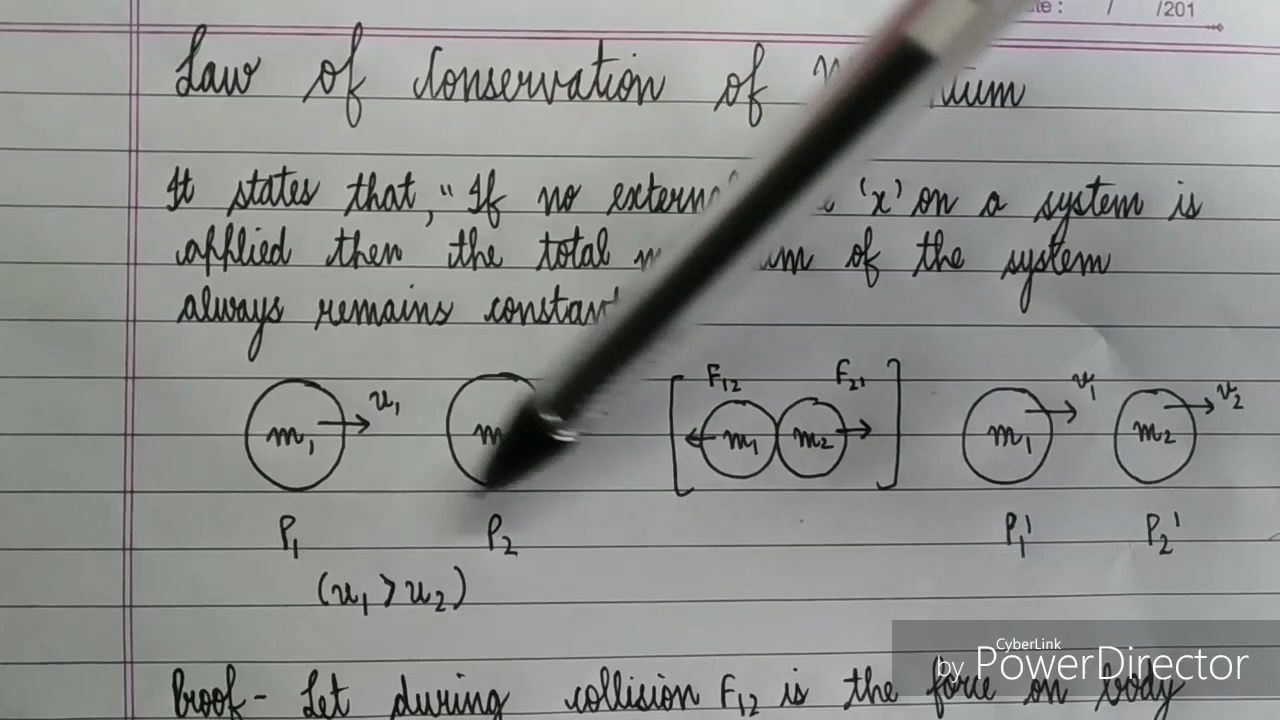 te: / /201
Law of Conservation of
It states that, "If no 'x' on a system is
applied then the total of the system
always remains
u₁
F₁₂ F₂₁ v₁ v₂
m₁ m₁ m₂ m₁ m₂
P₁ P₂ P₁' P₂'
(u₁ > u₂)
Proof - Let during collision F₁₂ is the force on body
CyberLink
by PowerDirector